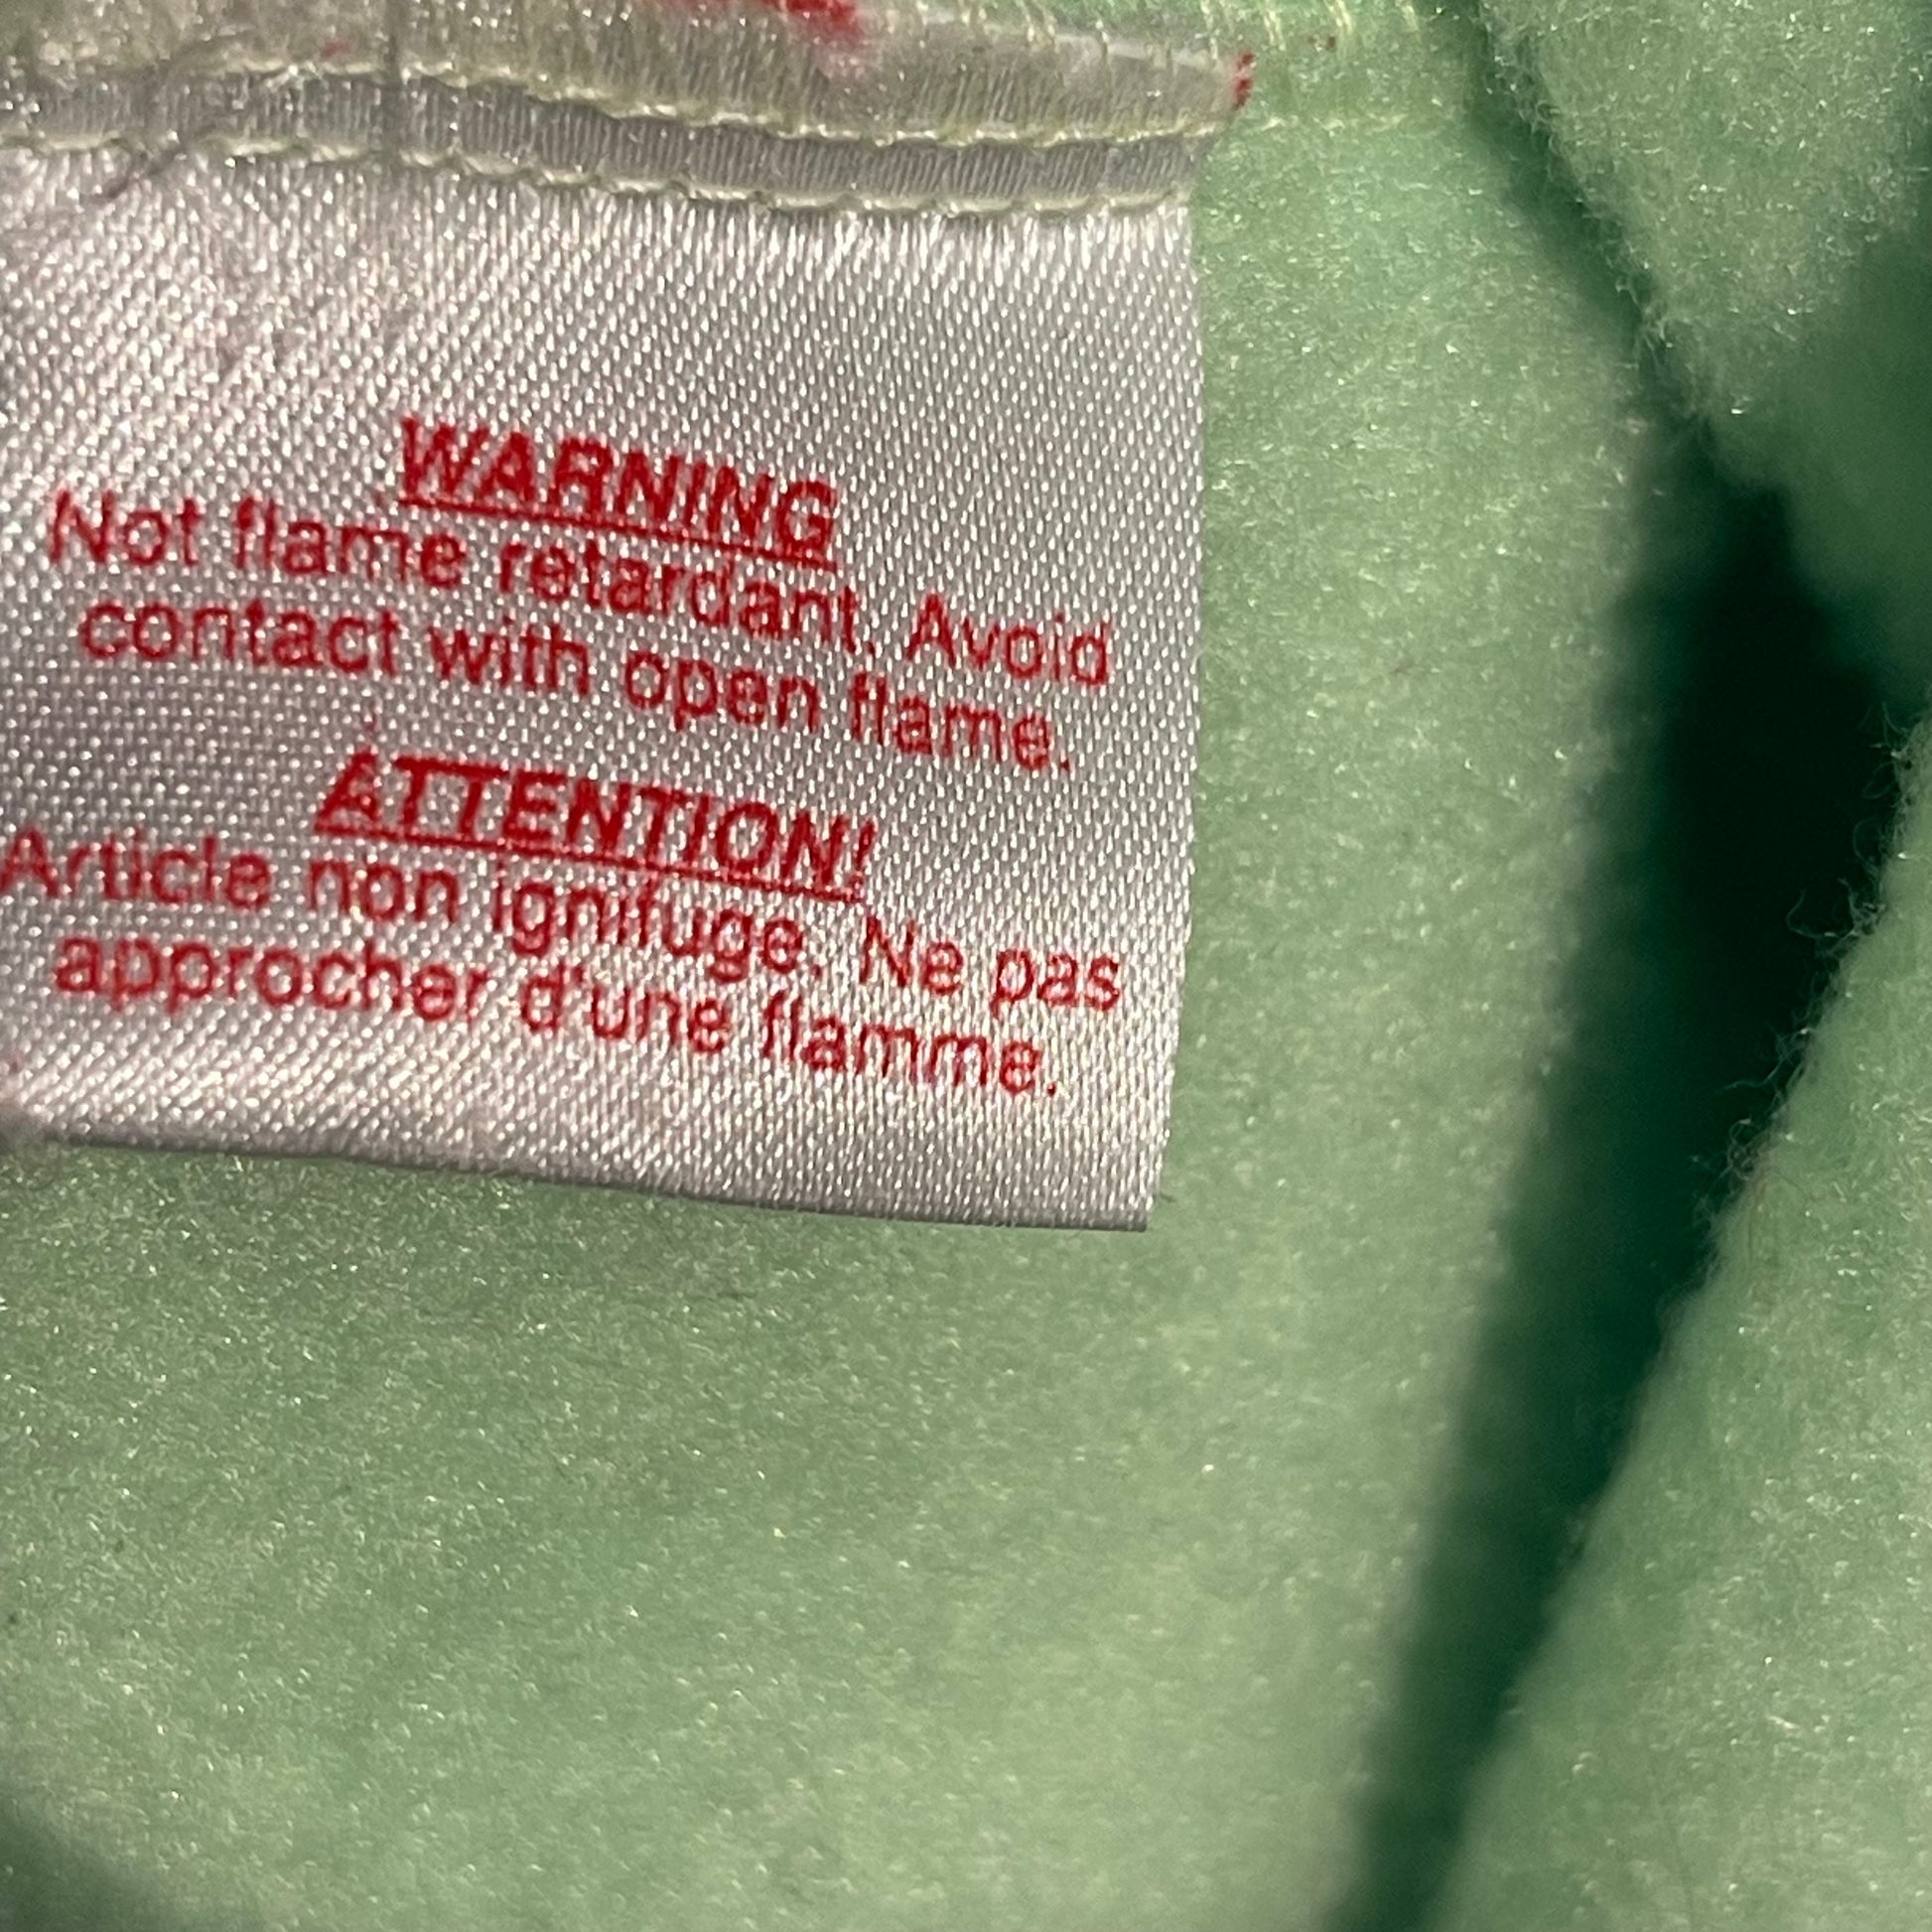 WARNING
Not flame retardant. Avoid
contact with open flame.
ATTENTION!
Article non ignifuge. Ne pas
approcher d'une flamme.